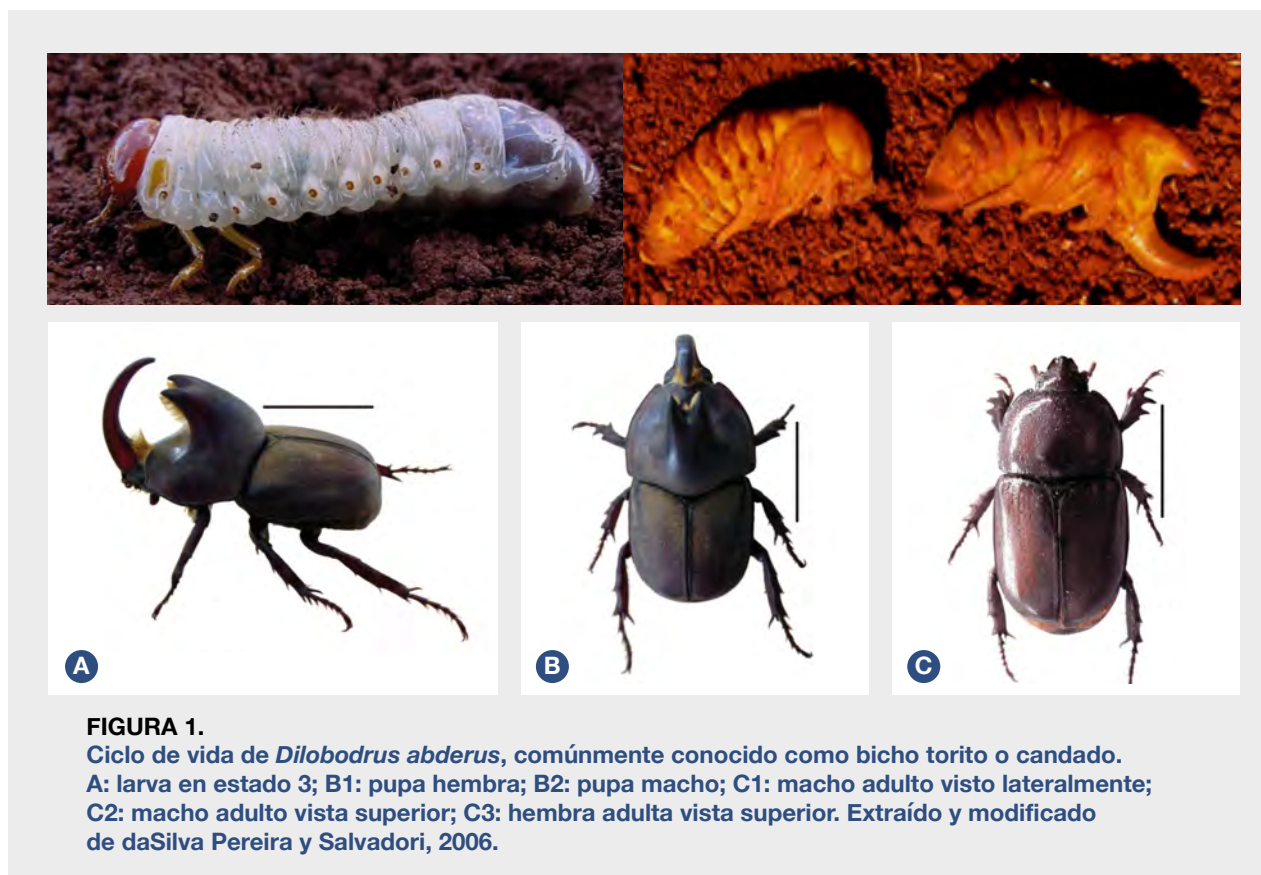 A
B
C
FIGURA 1.
Ciclo de vida de Dilobodrus abderus, comúnmente conocido como bicho torito o candado.
A: larva en estado 3; B1: pupa hembra; B2: pupa macho; C1: macho adulto visto lateralmente;
C2: macho adulto vista superior; C3: hembra adulta vista superior. Extraído y modificado
de daSilva Pereira y Salvadori, 2006.